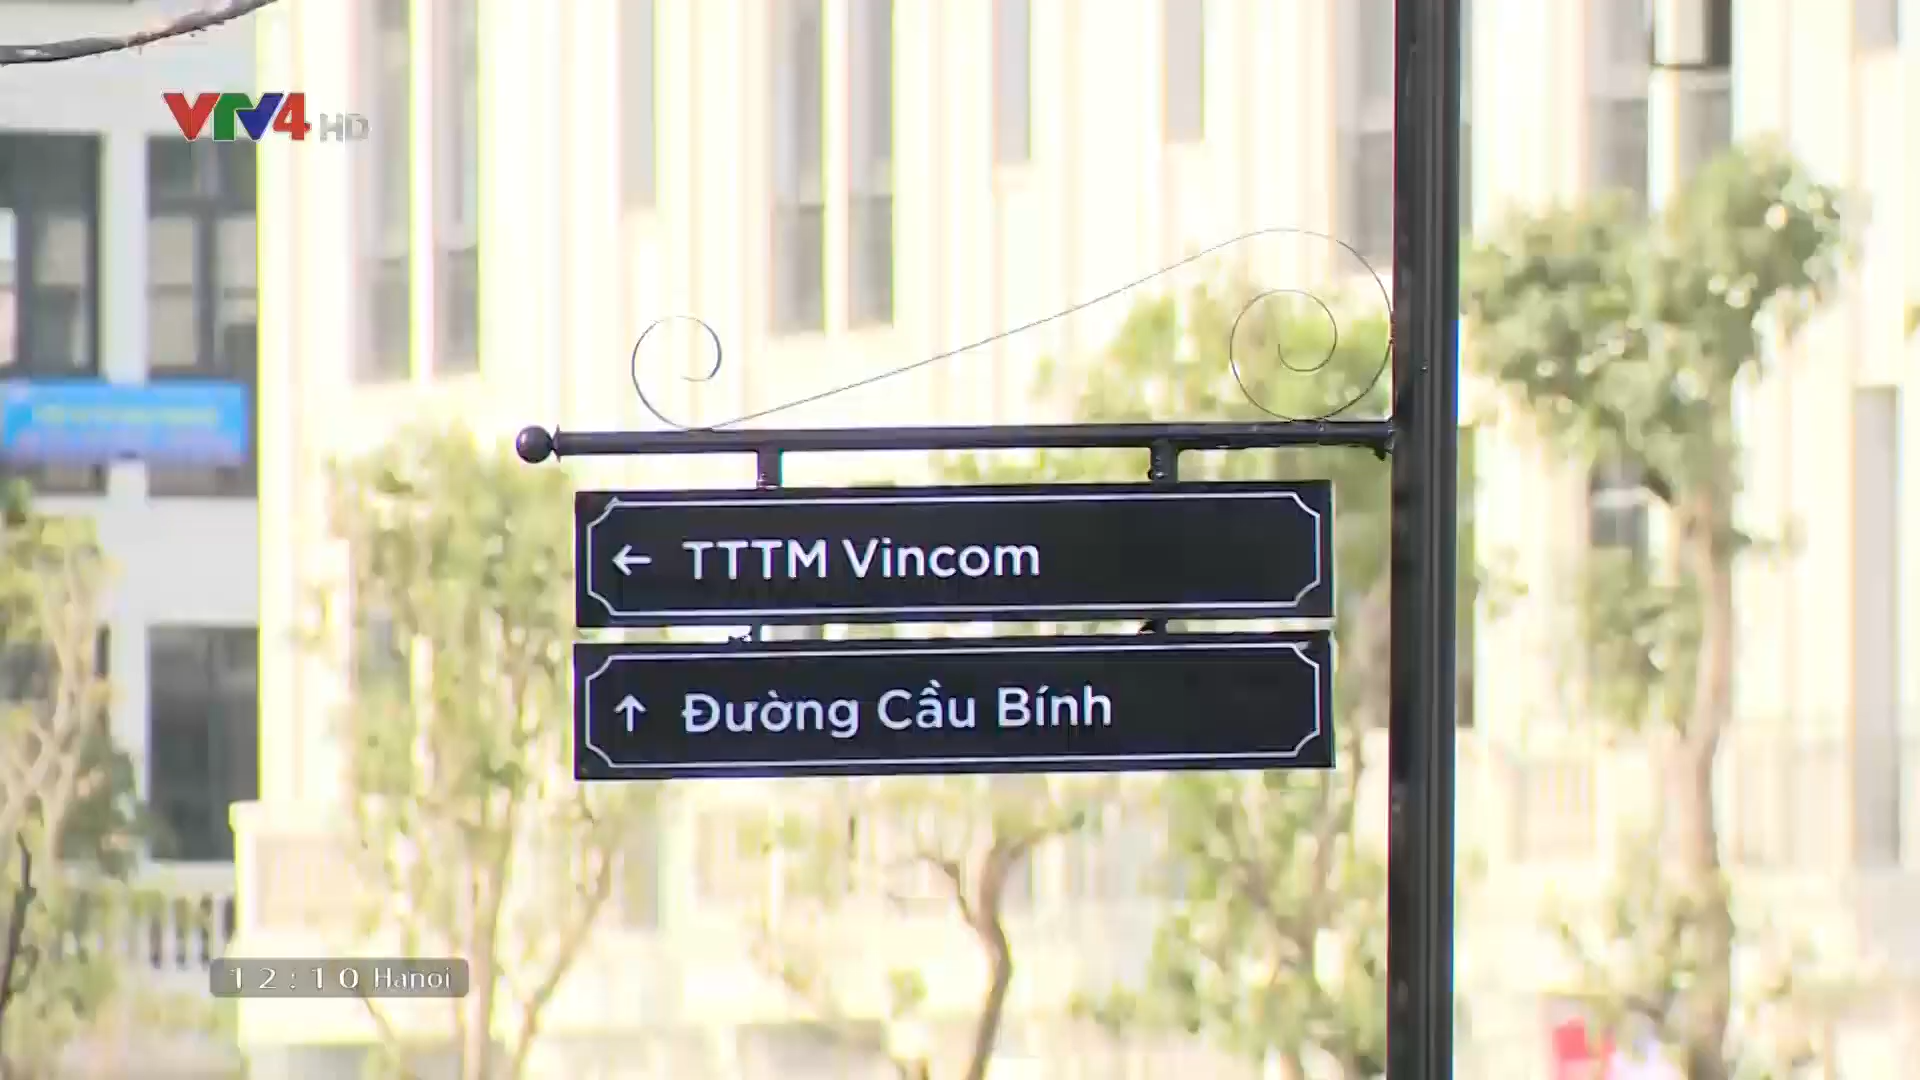 VTV4 HD
← TTTM Vincom
↑ Đường Cầu Bính
12:10 Hanoi